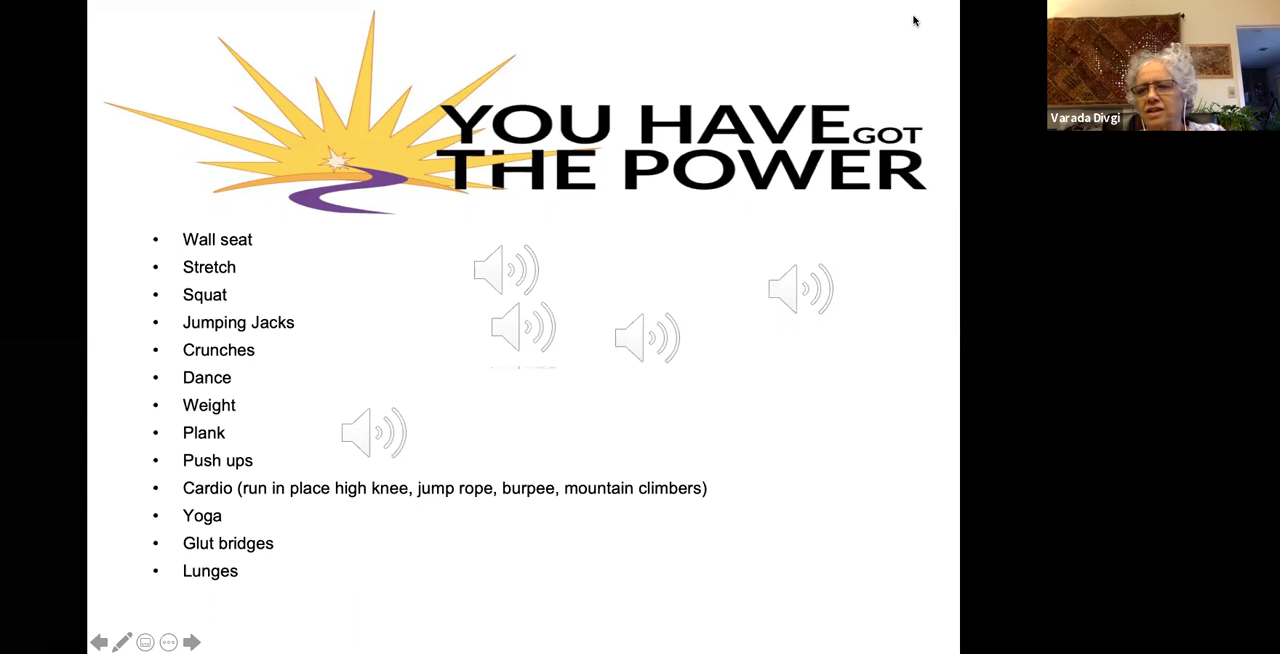 YOU HAVE GOT
THE POWER
Varada Divgi
• Wall seat
• Stretch
• Squat
• Jumping Jacks
• Crunches
• Dance
• Weight
• Plank
• Push ups
• Cardio (run in place high knee, jump rope, burpee, mountain climbers)
• Yoga
• Glut bridges
• Lunges